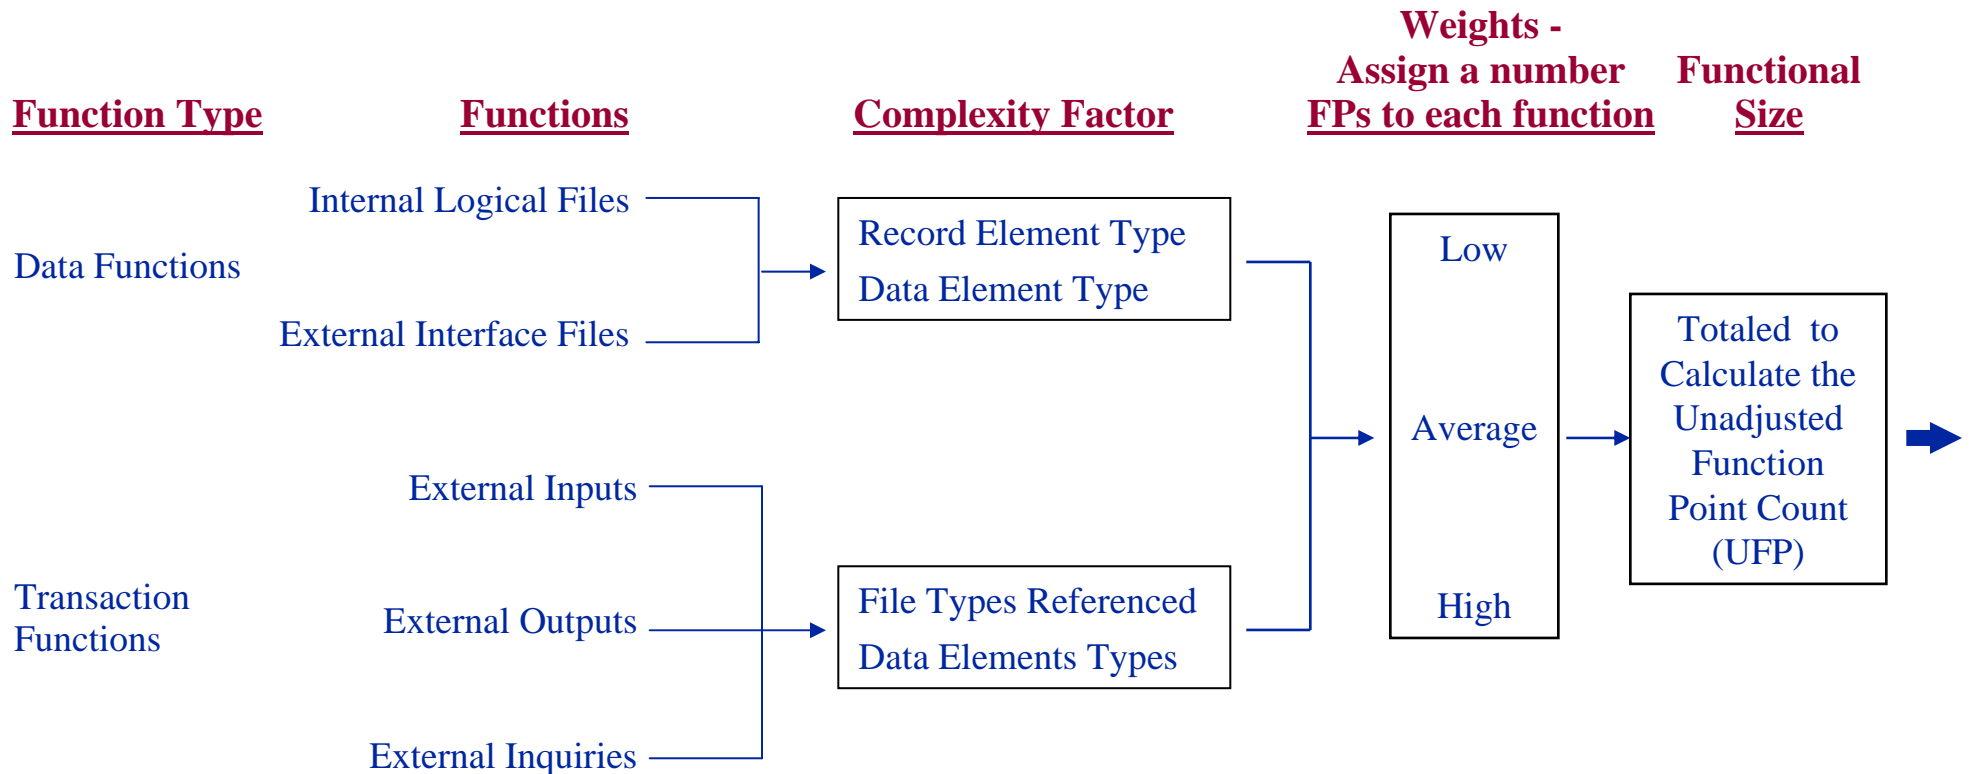 Weights -
Assign a number
FPs to each function
Functional
Size
Function Type
Functions
Complexity Factor
Internal Logical Files
Data Functions
External Interface Files
Record Element Type
Data Element Type
Low
Average
High
Totaled to
Calculate the
Unadjusted
Function
Point Count
(UFP)
External Inputs
Transaction
Functions
External Outputs
External Inquiries
File Types Referenced
Data Elements Types